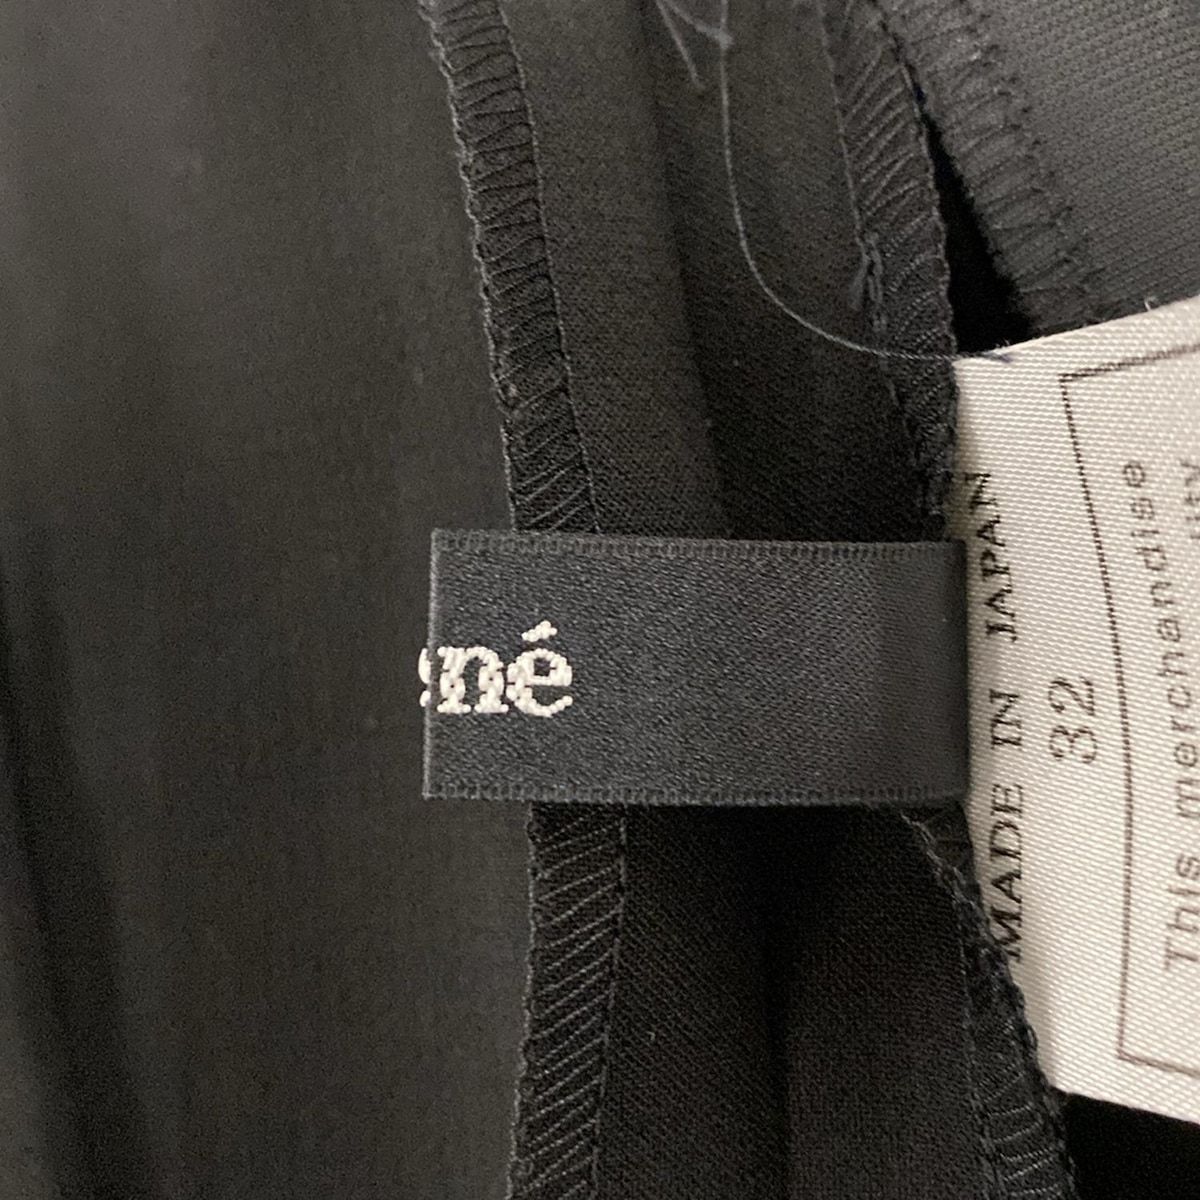 né
MADE IN JAPAN
32
This merchandise